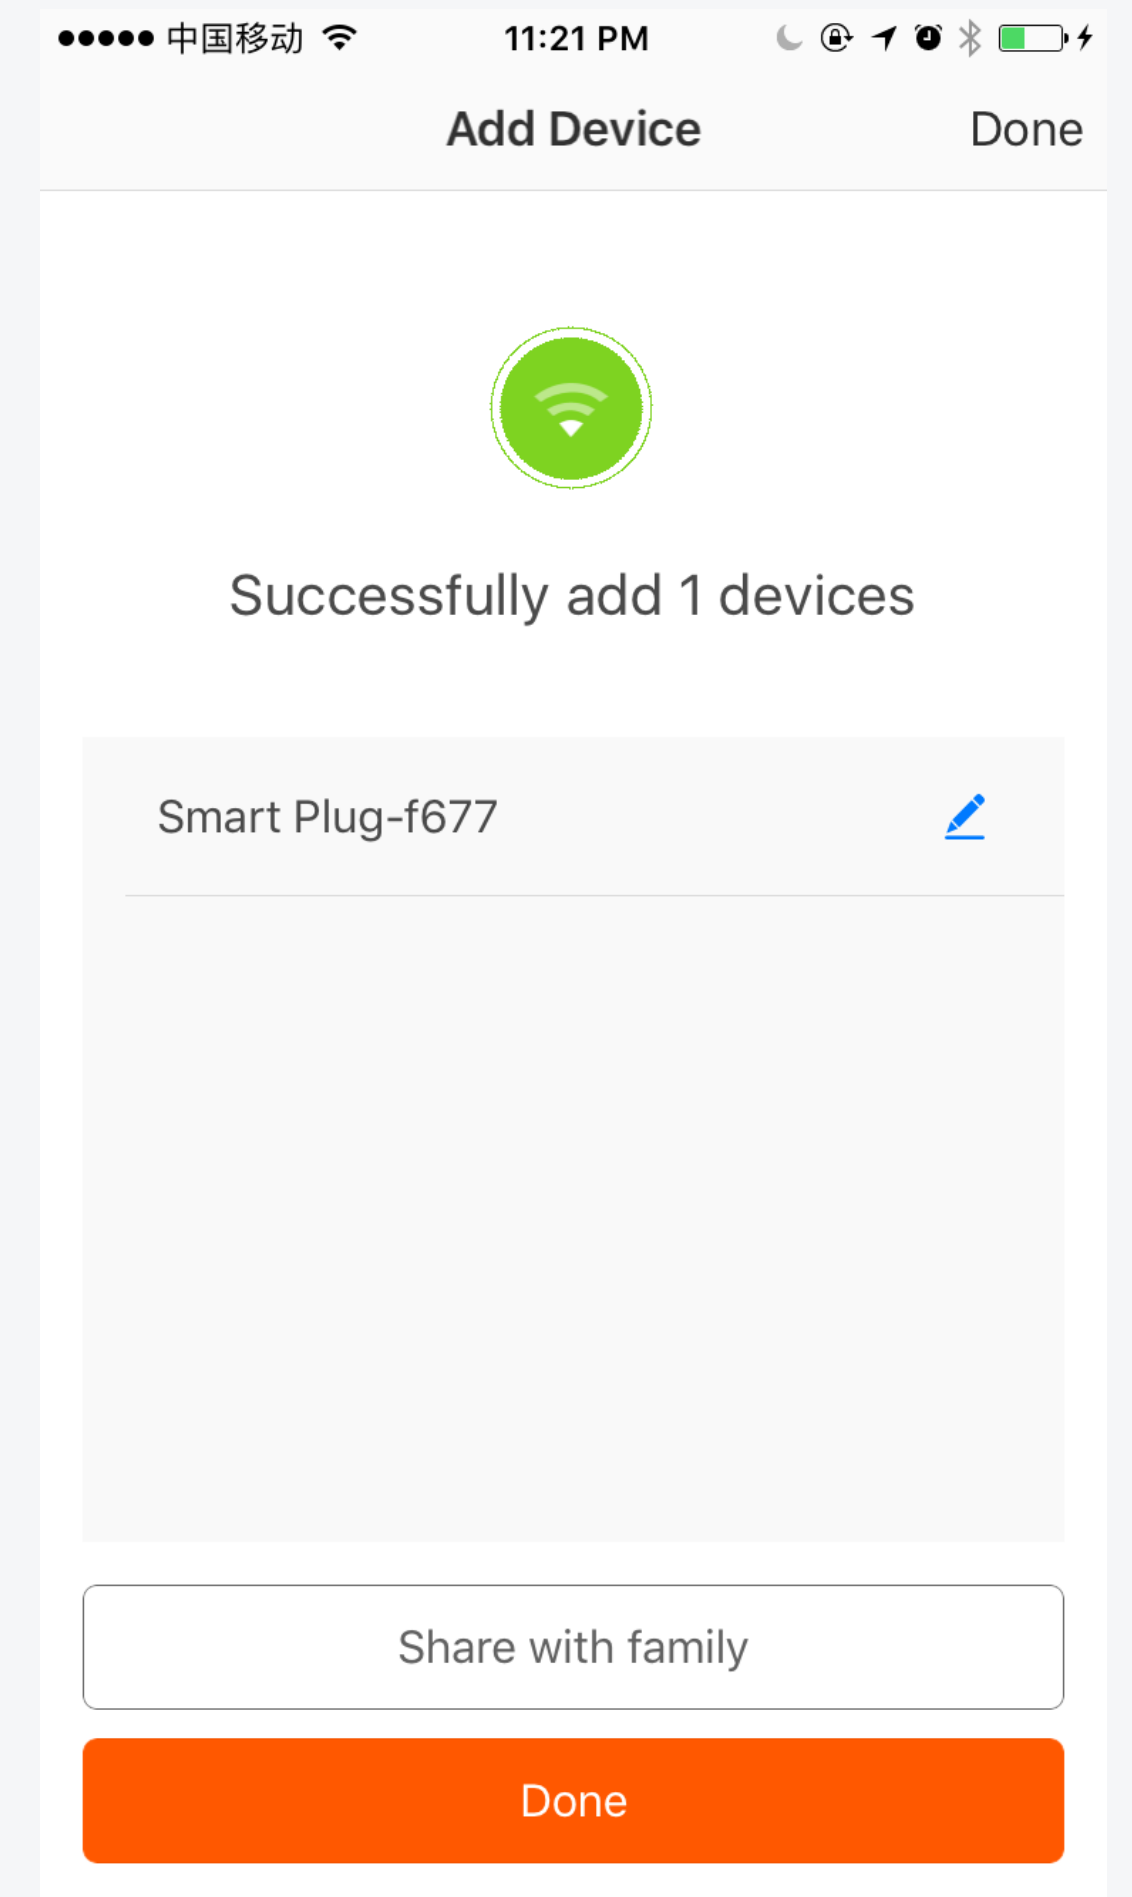 中国移动 11:21 PM
Add Device Done
Successfully add 1 devices
Smart Plug-f677
Share with family
Done